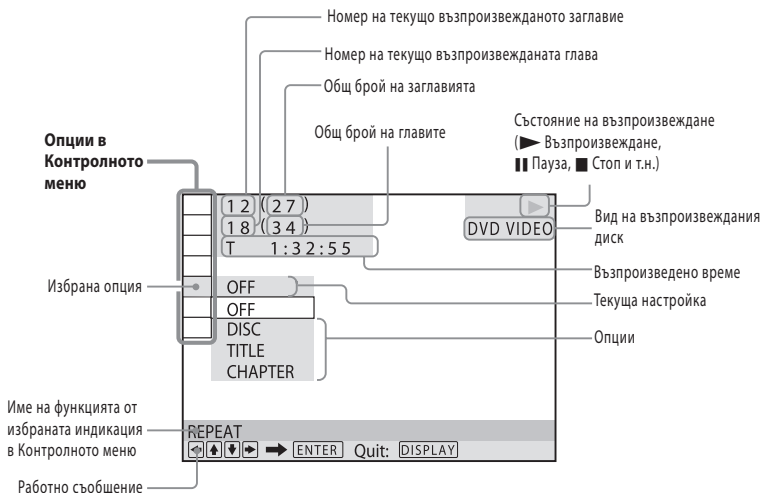 Номер на текущо възпроизвежданото заглавие
Номер на текущо възпроизвежданата глава
Общ брой на заглавията
Общ брой на главите
Състояние на възпроизвеждане
(► Възпроизвеждане,
▮▮ Пауза, ■ Стоп и т.н.)
Опции в
Контролното
меню
12 (27)
18 (34)
T 1:32:55
►
DVD VIDEO
Вид на възпроизвеждания
диск
Възпроизведено време
Избрана опция
OFF
Текуща настройка
OFF
DISC
TITLE
CHAPTER
Опции
Име на функцията от
избраната индикация
в Контролното меню
REPEAT
← ↑ ↓ → ➡ ENTER Quit: DISPLAY
Работно съобщение